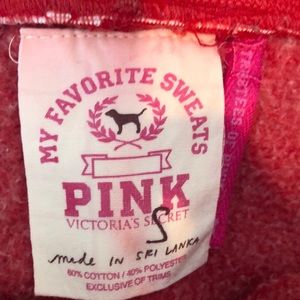 MY FAVORITE SWEATS
PINK
VICTORIA'S SECRET
S
made in SRI LANKA
60% COTTON / 40% POLYESTER
EXCLUSIVE OF TRIMS